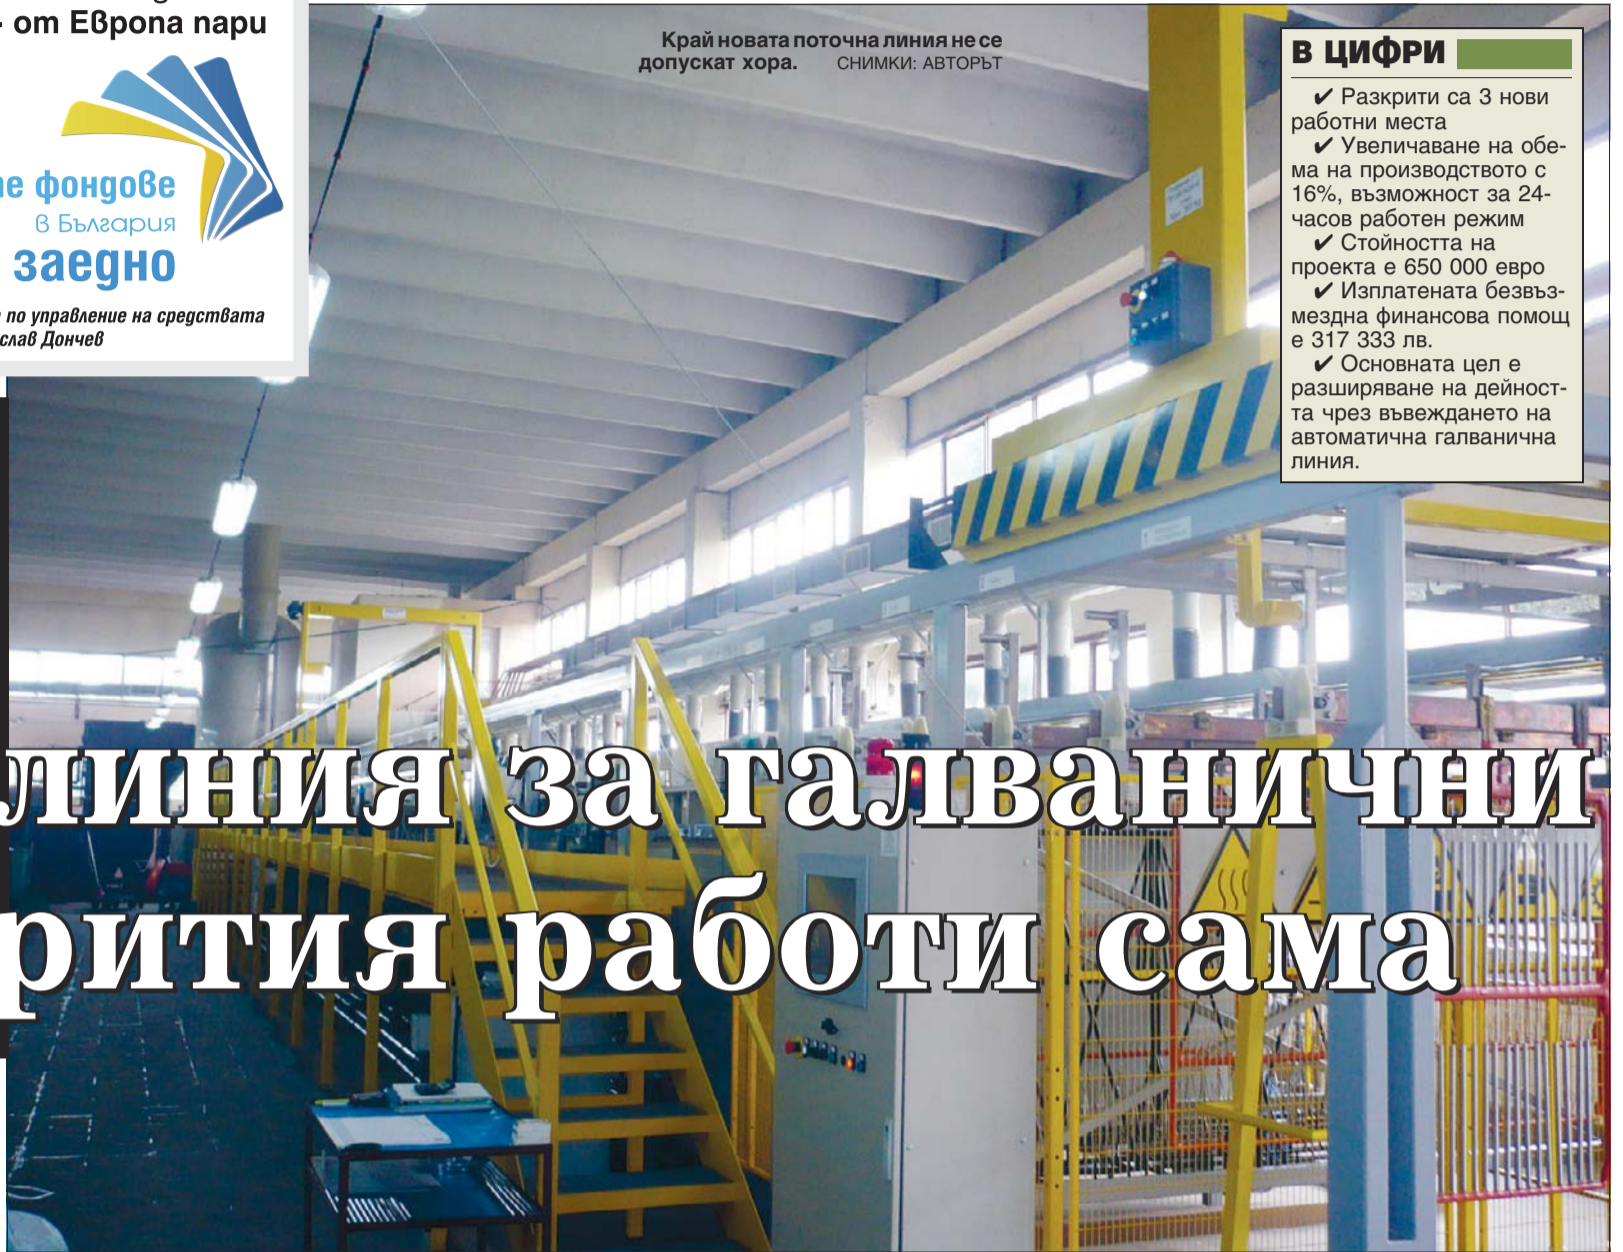 от Европа пари
фондове
в България
заедно
по управление на средствата
Дончев
Край новата поточна линия не се
допускат хора. СНИМКИ: АВТОРЪТ
В ЦИФРИ
✔ Разкрити са 3 нови
работни места
✔ Увеличаване на обе-
ма на производството с
16%, възможност за 24-
часов работен режим
✔ Стойността на
проекта е 650 000 евро
✔ Изплатената безвъз-
мездна финансова помощ
е 317 333 лв.
✔ Основната цел е
разширяване на дейност-
та чрез въвеждането на
автоматична галванична
линия.
линия за галванични
рития работи сама